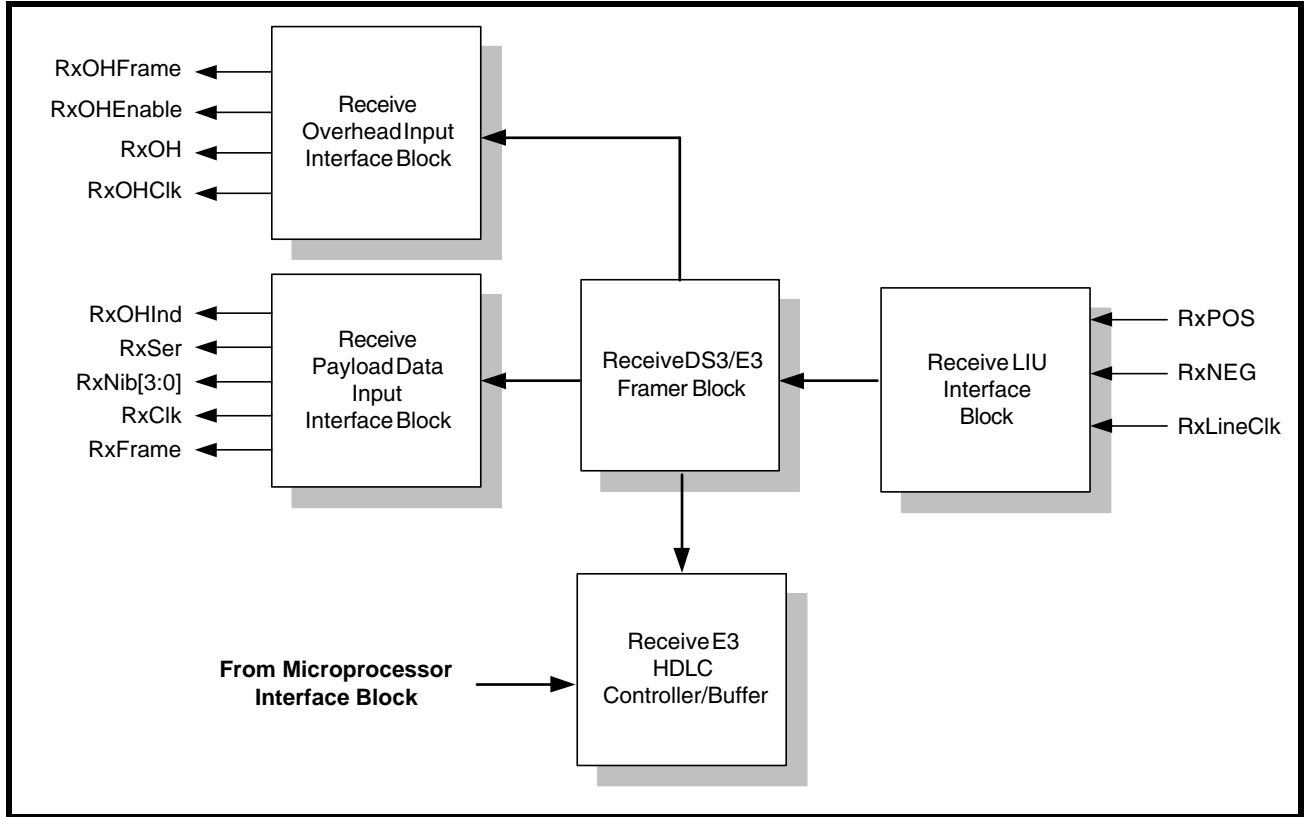 RxOHFrame
RxOHEnable
RxOH
RxOHClk
Receive
Overhead Input
Interface Block
RxOHInd
RxSer
RxNib[3:0]
RxClk
RxFrame
Receive
Payload Data
Input
Interface Block
Receive DS3/E3
Framer Block
Receive LIU
Interface
Block
RxPOS
RxNEG
RxLineClk
From Microprocessor
Interface Block
Receive E3
HDLC
Controller/Buffer